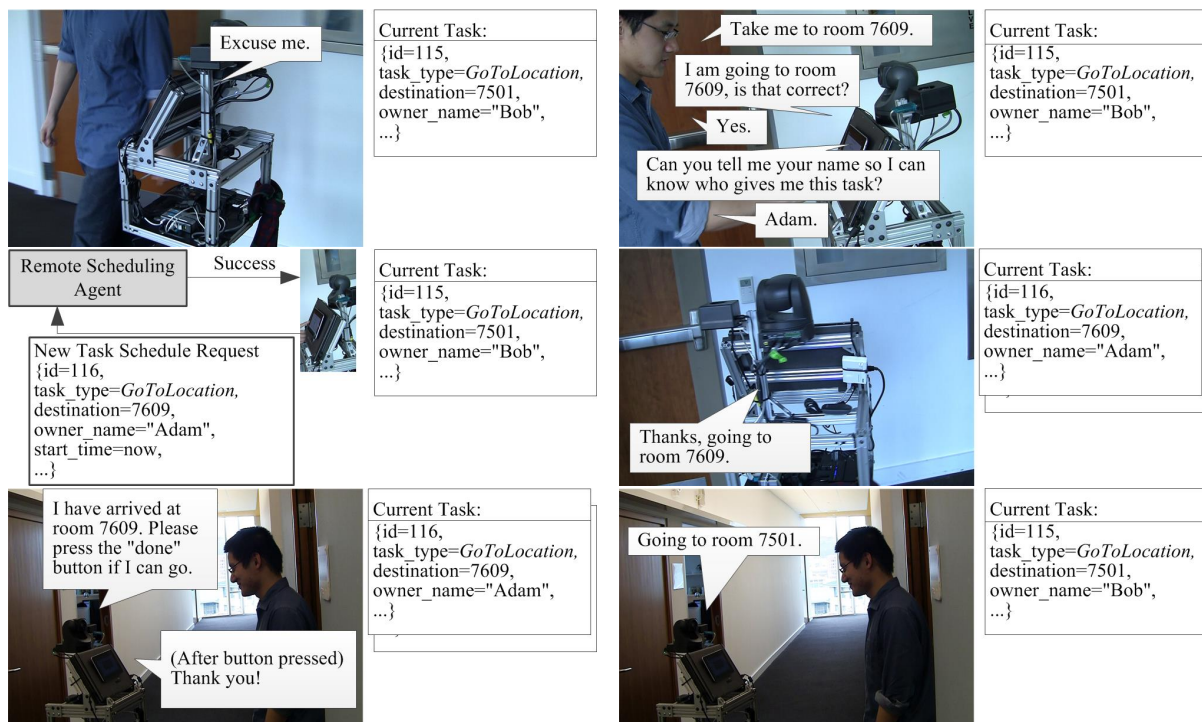 Excuse me.
Current Task:
{id=115,
task_type=GoToLocation,
destination=7501,
owner_name="Bob",
...}
Take me to room 7609.
I am going to room
7609, is that correct?
Yes.
Can you tell me your name so I can
know who gives me this task?
Adam.
Current Task:
{id=115,
task_type=GoToLocation,
destination=7501,
owner_name="Bob",
...}
Remote Scheduling
Agent
Success
New Task Schedule Request
{id=116,
task_type=GoToLocation,
destination=7609,
owner_name="Adam",
start_time=now,
...}
Current Task:
{id=115,
task_type=GoToLocation,
destination=7501,
owner_name="Bob",
...}
Thanks, going to
room 7609.
Current Task:
{id=116,
task_type=GoToLocation,
destination=7609,
owner_name="Adam",
...}
I have arrived at
room 7609. Please
press the "done"
button if I can go.
(After button pressed)
Thank you!
Current Task:
{id=116,
task_type=GoToLocation,
destination=7609,
owner_name="Adam",
...}
Going to room 7501.
Current Task:
{id=115,
task_type=GoToLocation,
destination=7501,
owner_name="Bob",
...}